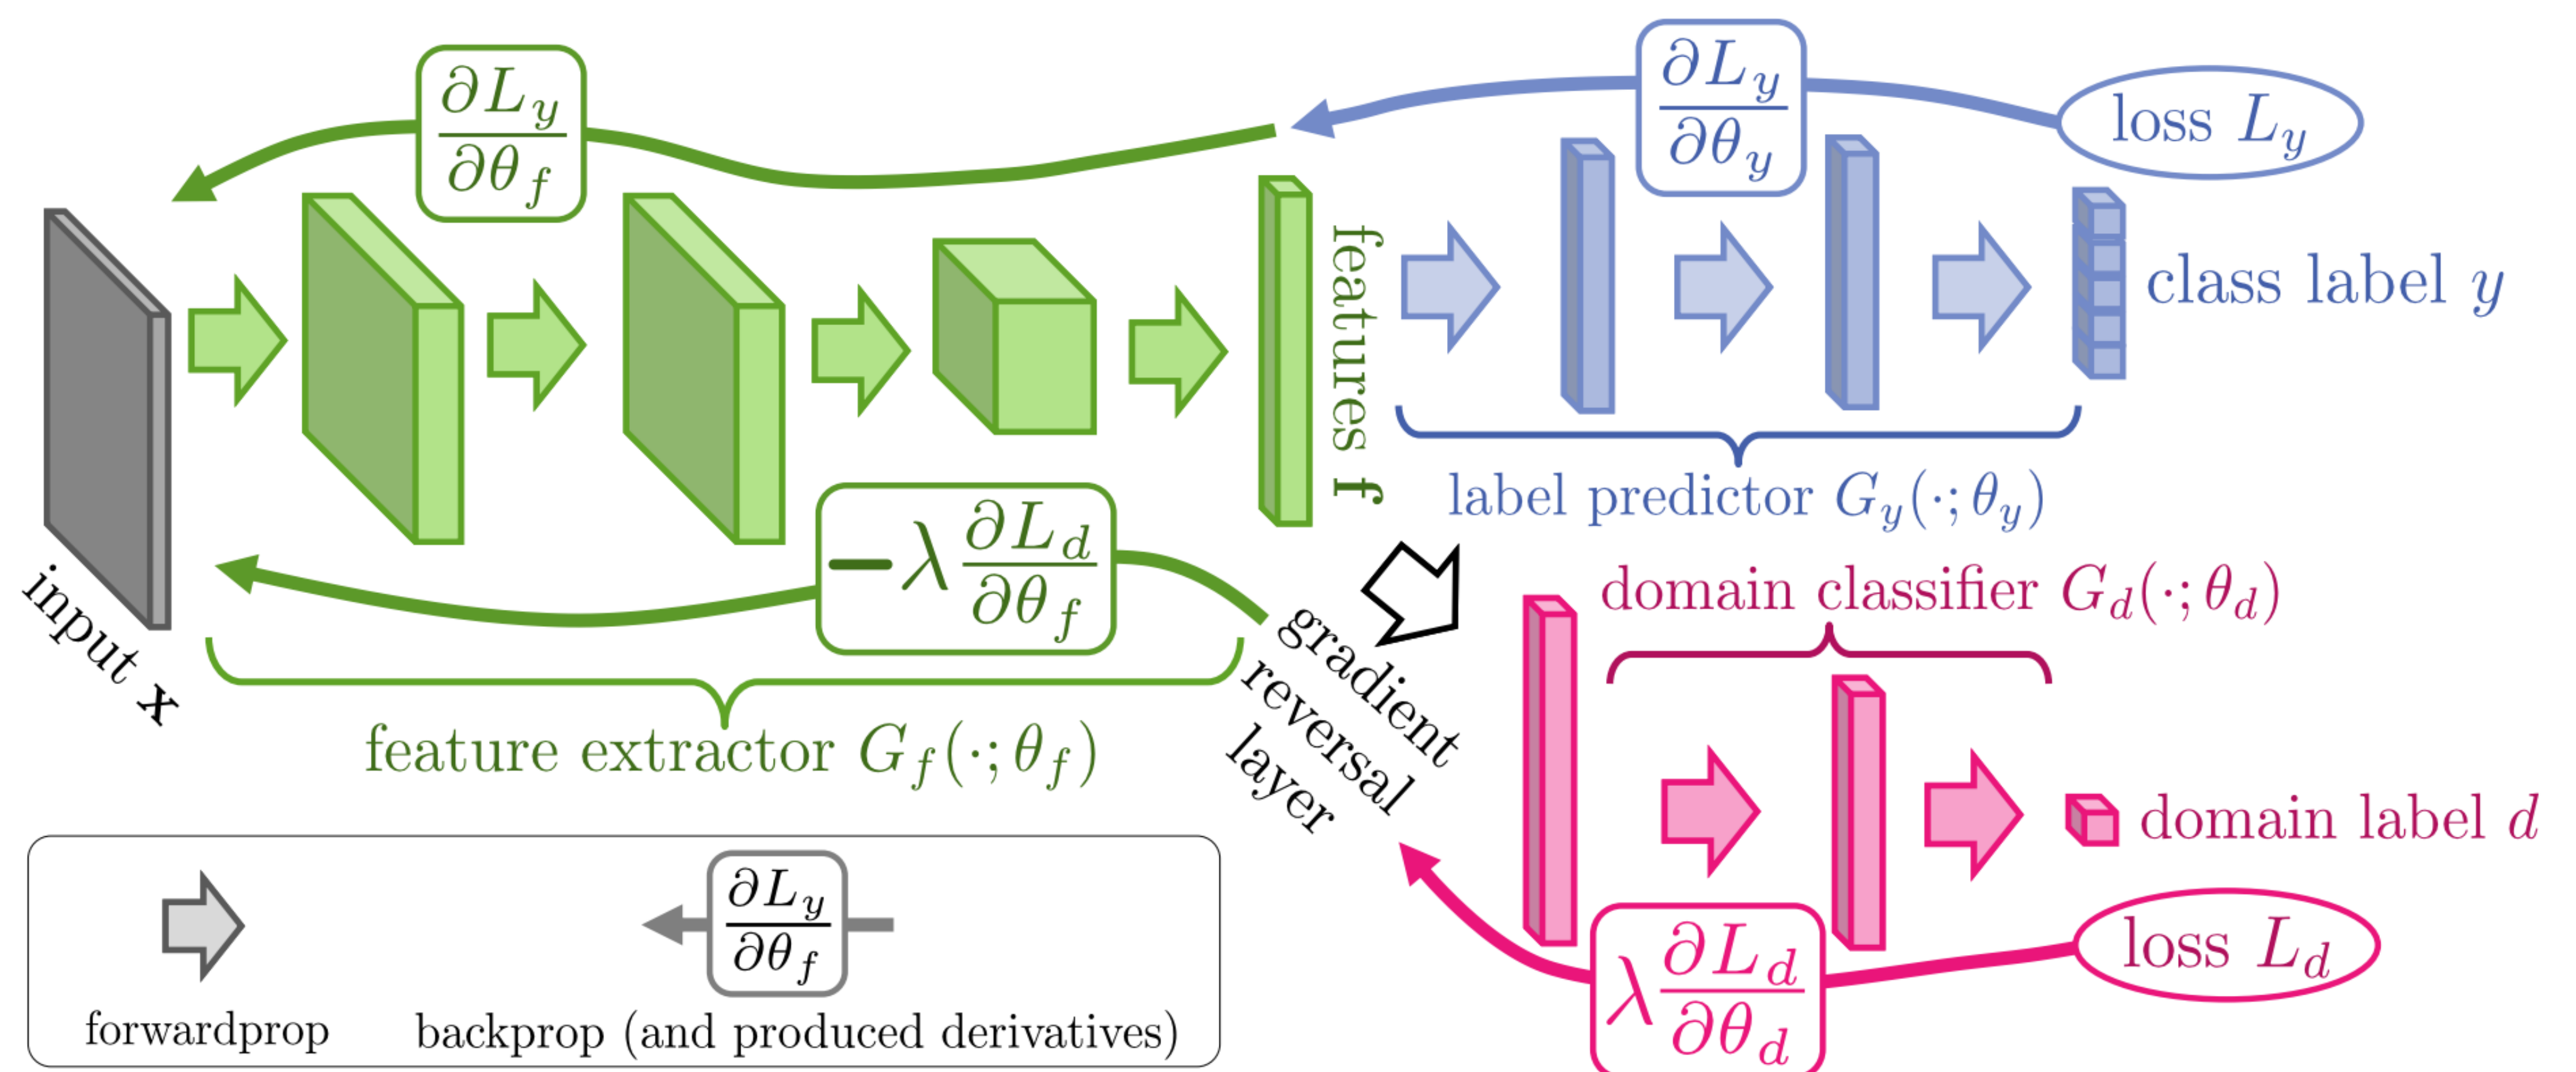 ∂L_y
∂θ_f
∂L_y
∂θ_y
loss L_y
features f
class label y
label predictor G_y(·; θ_y)
input x
−λ ∂L_d
∂θ_f
feature extractor G_f(·; θ_f)
gradient
reversal
layer
domain classifier G_d(·; θ_d)
domain label d
λ ∂L_d
∂θ_d
loss L_d
∂L_y
∂θ_f
forwardprop
backprop (and produced derivatives)